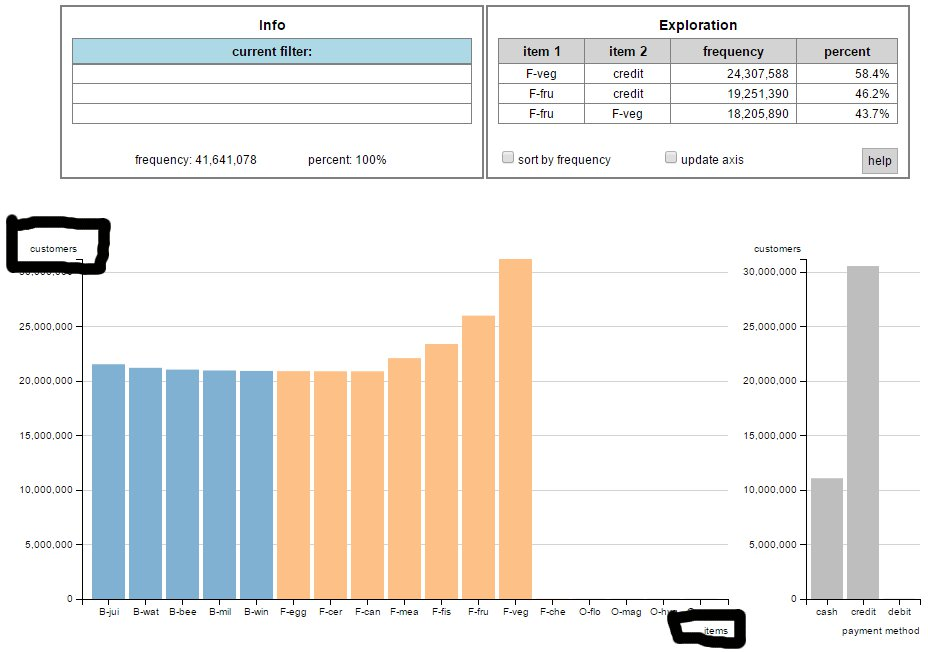 Info
current filter:
frequency: 41,641,078 percent: 100%
Exploration
item 1 item 2 frequency percent
F-veg credit 24,307,588 58.4%
F-fru credit 19,251,390 46.2%
F-fru F-veg 18,205,890 43.7%
sort by frequency update axis help
customers
25,000,000
20,000,000
15,000,000
10,000,000
5,000,000
0
B-jui B-wat B-bee B-mil B-win F-egg F-cer F-can F-mea F-fis F-fru F-veg F-che O-flo O-mag
items
customers
30,000,000
25,000,000
20,000,000
15,000,000
10,000,000
5,000,000
0
cash credit debit
payment method